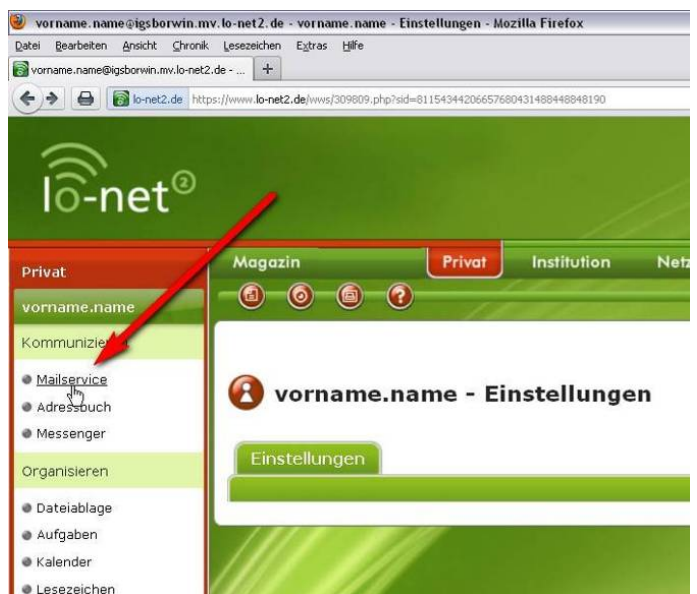 vorname.name@igsborwin.mv.lo-net2.de - vorname.name - Einstellungen - Mozilla Firefox
Datei Bearbeiten Ansicht Chronik Lesezeichen Extras Hilfe
vorname.name@igsborwin.mv.lo-net2.de - ... +
lo-net2.de https://www.lo-net2.de/wws/309809.php?sid=81154344206657680431488448848190
lo-net 2
Magazin Privat Institution Netz
Privat
vorname.name
Kommunizieren
Mailservice
Adressbuch
Messenger
Organisieren
Dateiablage
Aufgaben
Kalender
Lesezeichen
vorname.name - Einstellungen
Einstellungen